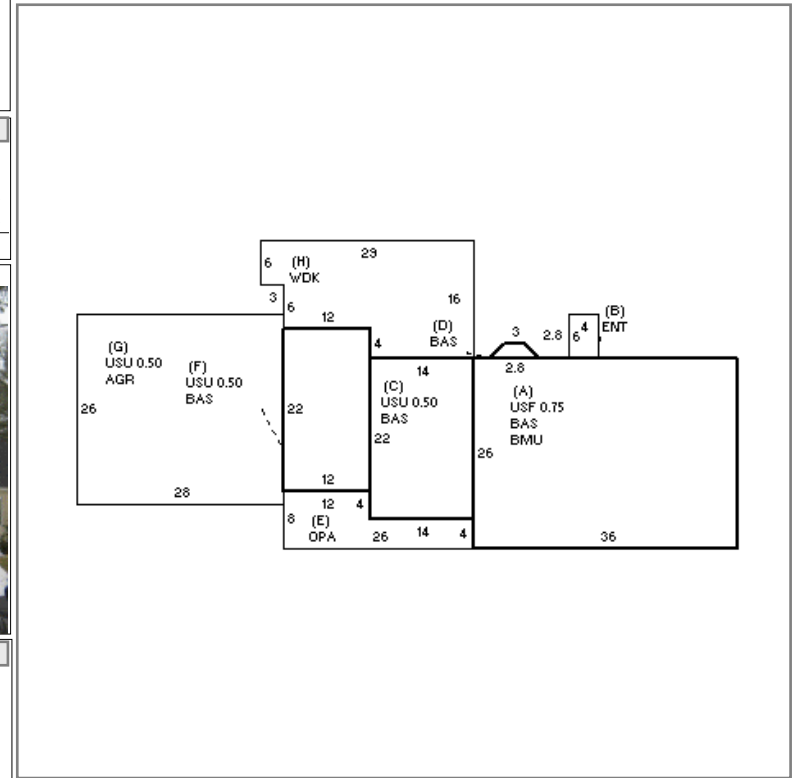 29
6
(H)
WDK
3
6
12
16
4
(D)
BAS
3
2.8
6
4
(B)
ENT
14
2.8
(G)
USU 0.50
AGR
(F)
USU 0.50
BAS
(C)
USU 0.50
BAS
(A)
USF 0.75
BAS
BMU
26
22
22
26
12
28
12
4
8
(E)
OPA
26
14
4
36